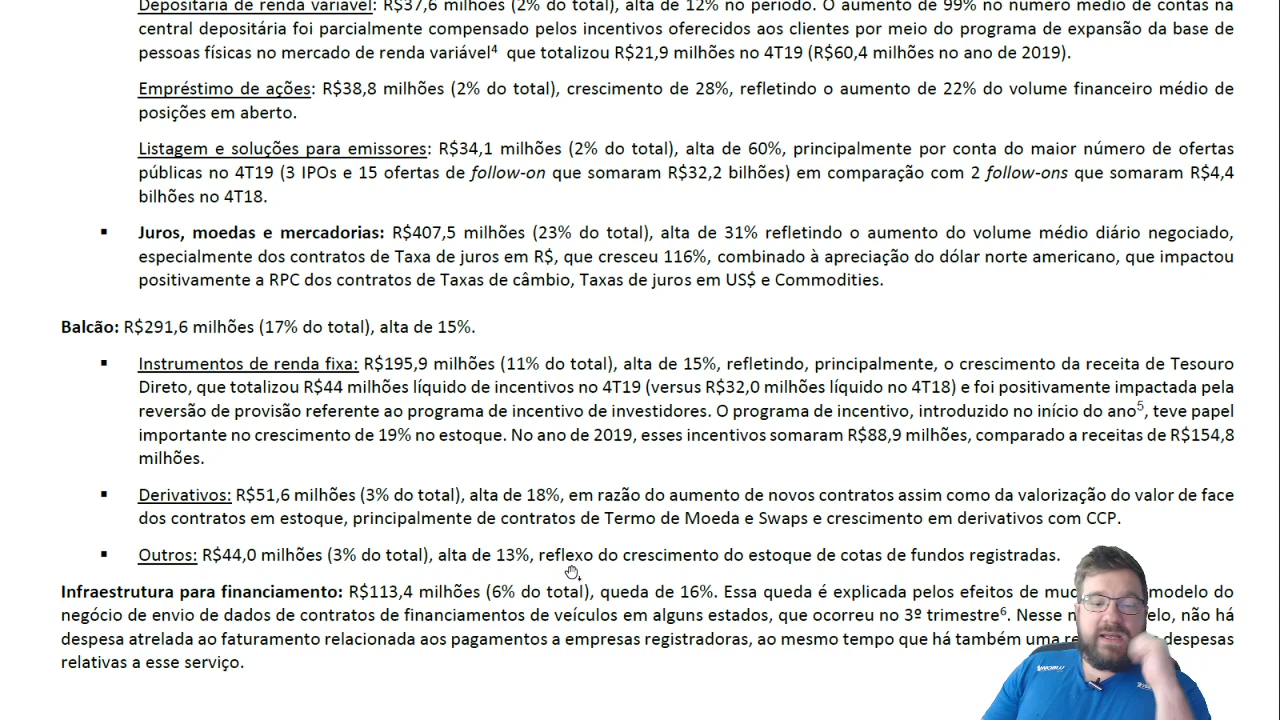 Depositária de renda variável: R$37,6 milhões (2% do total), alta de 12% no período. O aumento de 99% no número médio de contas na
central depositária foi parcialmente compensado pelos incentivos oferecidos aos clientes por meio do programa de expansão da base de
pessoas físicas no mercado de renda variável⁴ que totalizou R$21,9 milhões no 4T19 (R$60,4 milhões no ano de 2019).
Empréstimo de ações: R$38,8 milhões (2% do total), crescimento de 28%, refletindo o aumento de 22% do volume financeiro médio de
posições em aberto.
Listagem e soluções para emissores: R$34,1 milhões (2% do total), alta de 60%, principalmente por conta do maior número de ofertas
públicas no 4T19 (3 IPOs e 15 ofertas de follow-on que somaram R$32,2 bilhões) em comparação com 2 follow-ons que somaram R$4,4
bilhões no 4T18.
▪ Juros, moedas e mercadorias: R$407,5 milhões (23% do total), alta de 31% refletindo o aumento do volume médio diário negociado,
especialmente dos contratos de Taxa de juros em R$, que cresceu 116%, combinado à apreciação do dólar norte americano, que impactou
positivamente a RPC dos contratos de Taxas de câmbio, Taxas de juros em US$ e Commodities.
Balcão: R$291,6 milhões (17% do total), alta de 15%.
▪ Instrumentos de renda fixa: R$195,9 milhões (11% do total), alta de 15%, refletindo, principalmente, o crescimento da receita de Tesouro
Direto, que totalizou R$44 milhões líquido de incentivos no 4T19 (versus R$32,0 milhões líquido no 4T18) e foi positivamente impactada pela
reversão de provisão referente ao programa de incentivo de investidores. O programa de incentivo, introduzido no início do ano⁵, teve papel
importante no crescimento de 19% no estoque. No ano de 2019, esses incentivos somaram R$88,9 milhões, comparado a receitas de R$154,8
milhões.
▪ Derivativos: R$51,6 milhões (3% do total), alta de 18%, em razão do aumento de novos contratos assim como da valorização do valor de face
dos contratos em estoque, principalmente de contratos de Termo de Moeda e Swaps e crescimento em derivativos com CCP.
▪ Outros: R$44,0 milhões (3% do total), alta de 13%, reflexo do crescimento do estoque de cotas de fundos registradas.
Infraestrutura para financiamento: R$113,4 milhões (6% do total), queda de 16%. Essa queda é explicada pelos efeitos de modelo do
negócio de envio de dados de contratos de financiamentos de veículos em alguns estados, que ocorreu no 3º trimestre⁶. Nesse não há
despesa atrelada ao faturamento relacionada aos pagamentos a empresas registradoras, ao mesmo tempo que há também uma despesas
relativas a esse serviço.